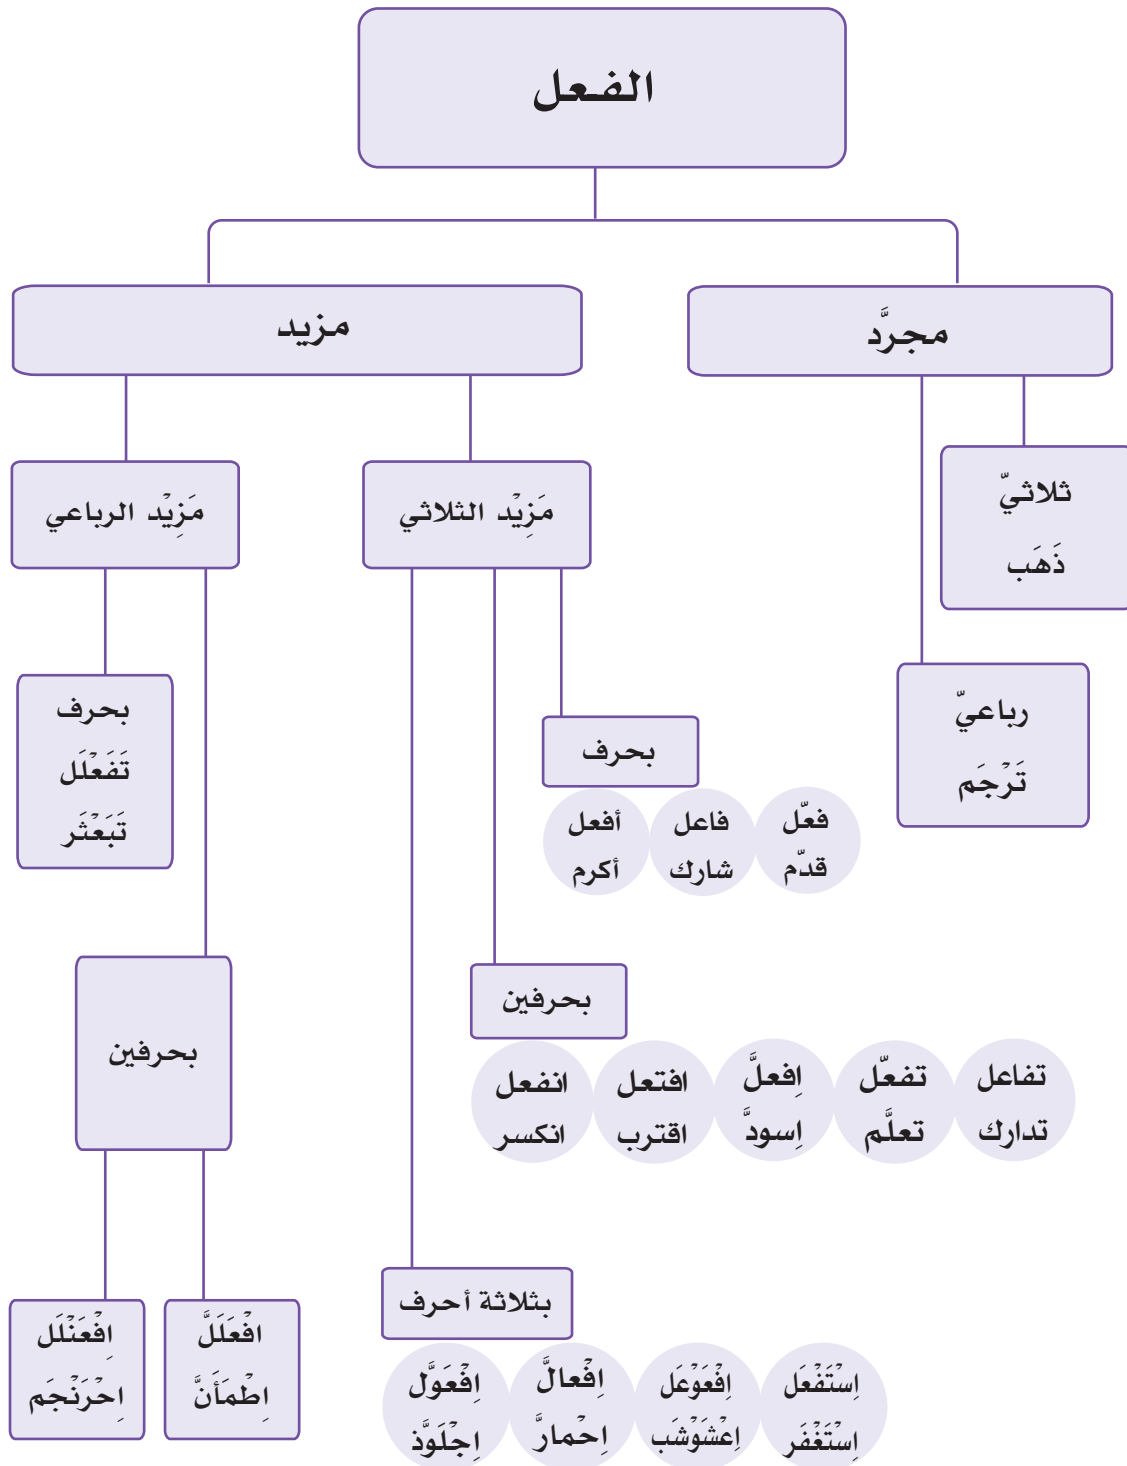 الفعل
مجرَّد
مزيد
ثلاثيّ
ذَهَب
رباعيّ
تَرْجَم
مَزِيْد الثلاثي
مَزِيْد الرباعي
بحرف
فعّل
قدّم
فاعل
شارك
أفعل
أكرم
بحرفين
تفاعل
تدارك
تفعّل
تعلَّم
اِفعلَّ
اِسودَّ
افتعل
اقترب
انفعل
انكسر
بثلاثة أحرف
اِسْتَفْعَل
اِسْتَغْفَر
اِفْعَوْعَل
اِعْشَوْشَب
اِفْعالَّ
اِحْمارَّ
اِفْعَوَّل
اِجْلَوَّذ
بحرف
تَفَعْلَل
تَبَعْثَر
بحرفين
افْعَلَلَّ
اِطْمَأَنَّ
اِفْعَنْلَل
اِحْرَنْجَم